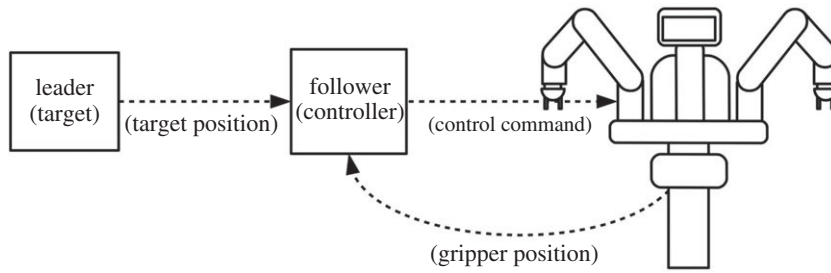 leader
(target)
(target position)
follower
(controller)
(control command)
(gripper position)